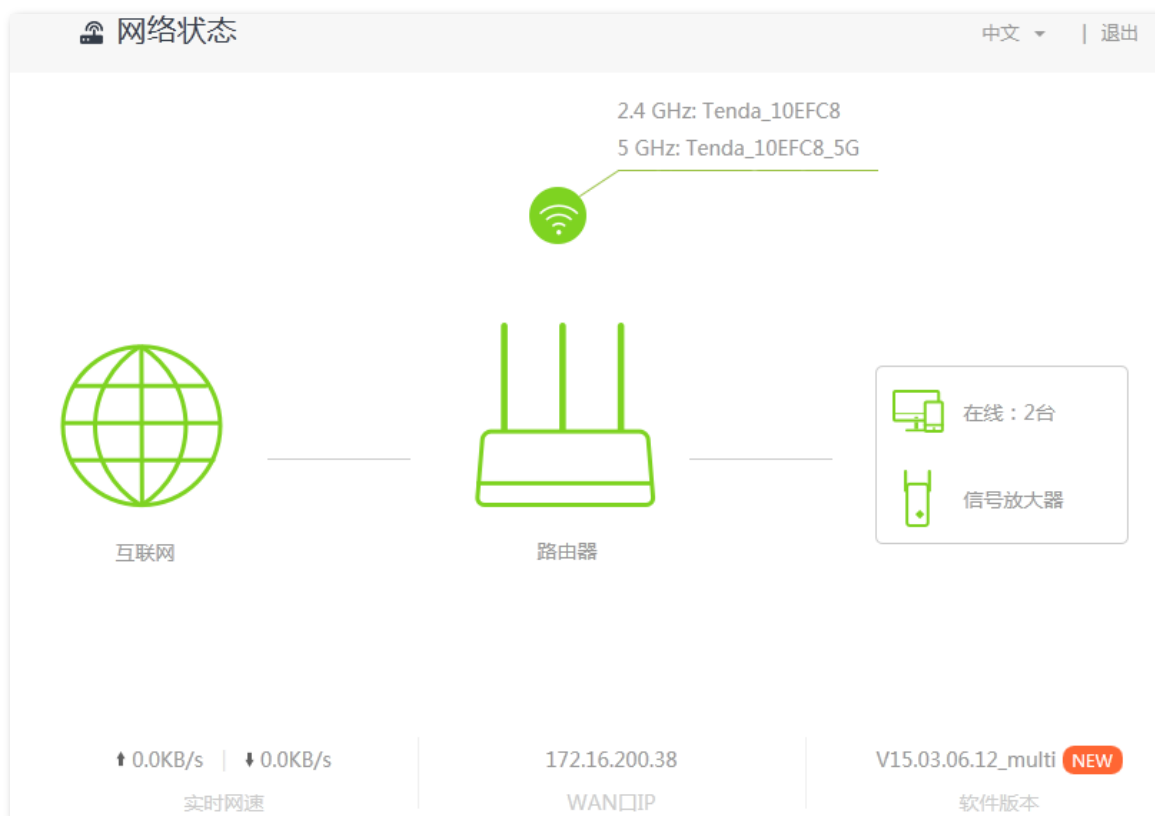 网络状态
中文 | 退出
2.4 GHz: Tenda_10EFC8
5 GHz: Tenda_10EFC8_5G
在线：2台
信号放大器
互联网
路由器
0.0KB/s | 0.0KB/s
实时网速
172.16.200.38
WAN口IP
V15.03.06.12_multi NEW
软件版本